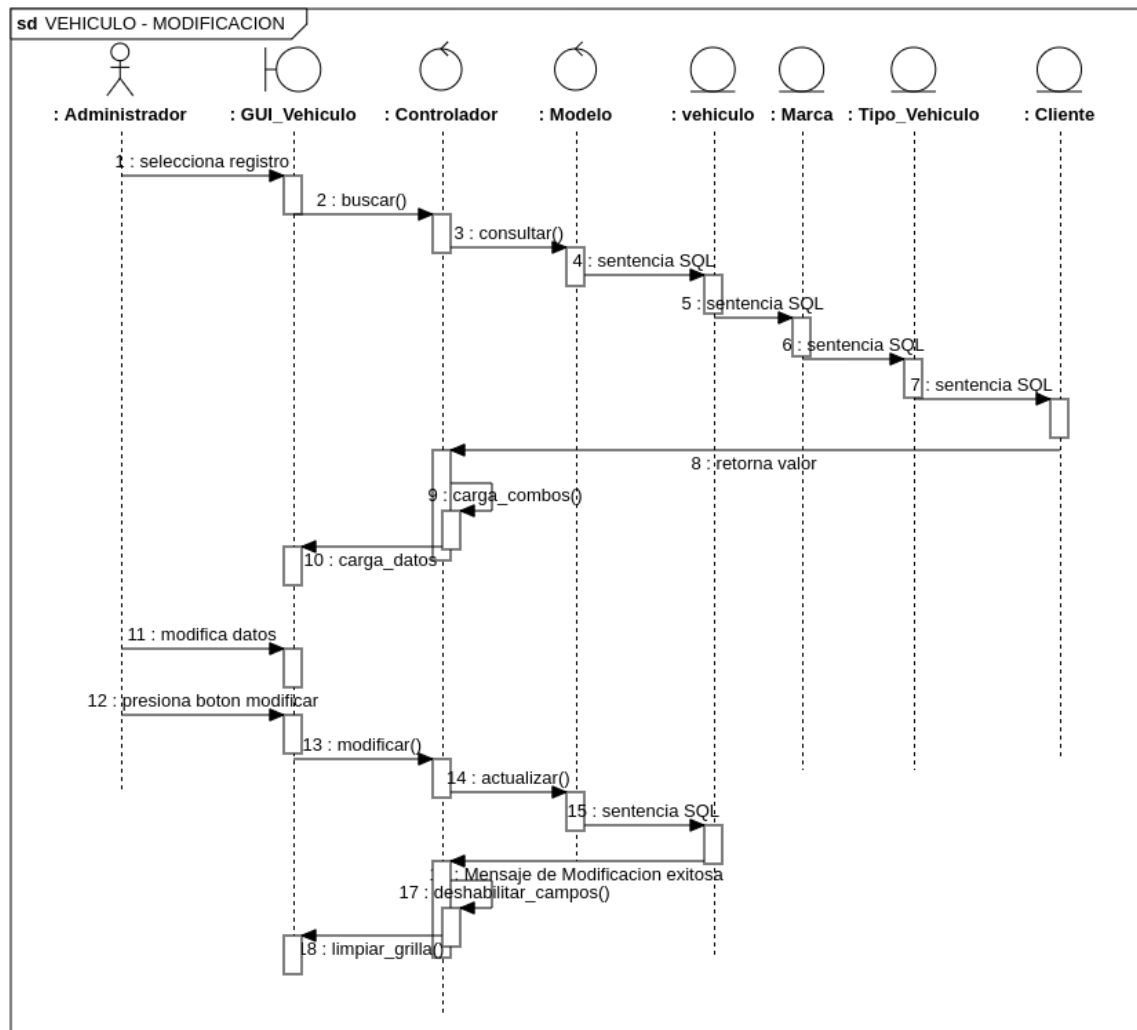 sd VEHICULO - MODIFICACION
: Administrador
: GUI_Vehiculo
: Controlador
: Modelo
: vehiculo
: Marca
: Tipo_Vehiculo
: Cliente
1 : selecciona registro
2 : buscar()
3 : consultar()
4 : sentencia SQL
5 : sentencia SQL
6 : sentencia SQL
7 : sentencia SQL
8 : retorna valor
9 : carga_combos()
10 : carga_datos
11 : modifica datos
12 : presiona boton modificar
13 : modificar()
14 : actualizar()
15 : sentencia SQL
: Mensaje de Modificacion exitosa
17 : deshabilitar_campos()
18 : limpiar_grilla()